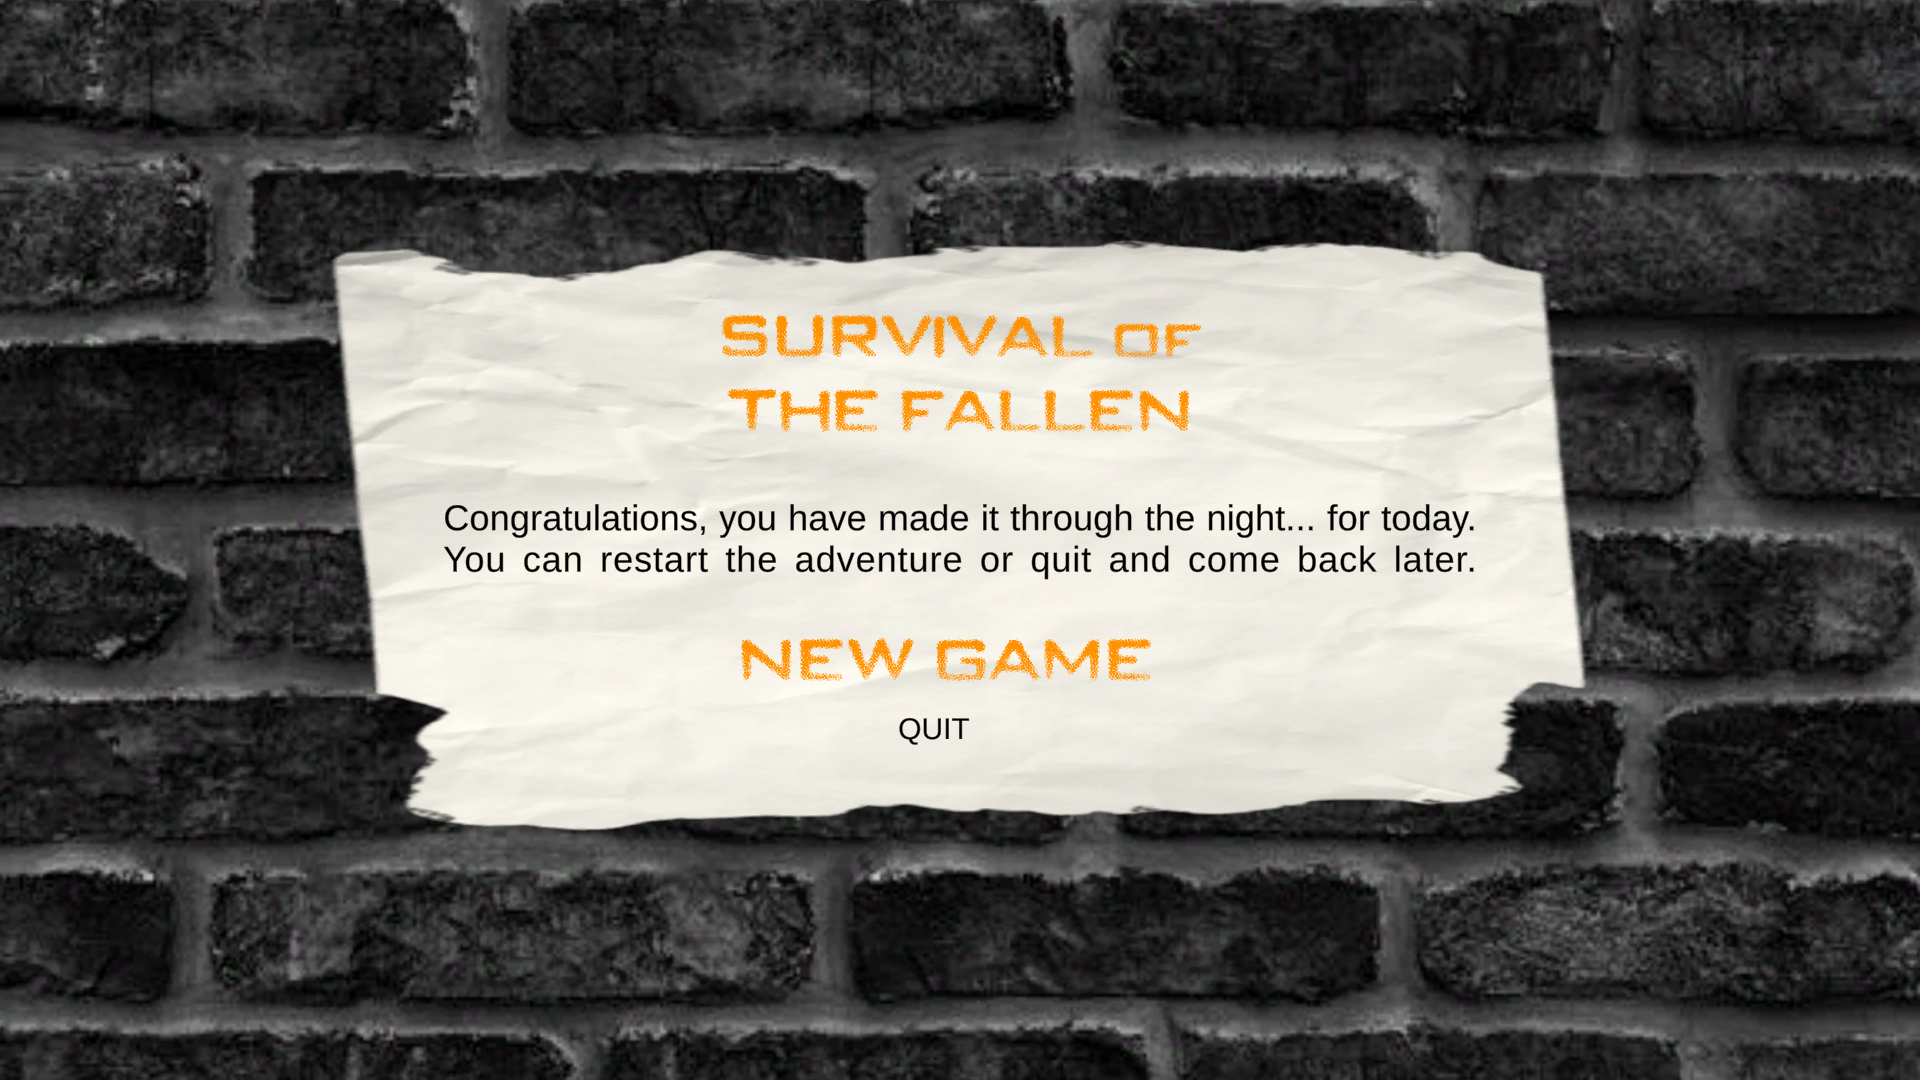 SURVIVAL OF
THE FALLEN
Congratulations, you have made it through the night... for today.
You can restart the adventure or quit and come back later.
NEW GAME
QUIT